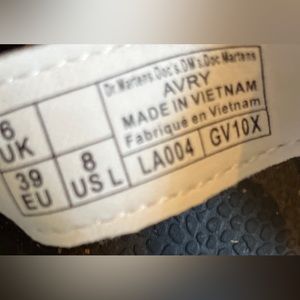 Dr.Martens.Doc's.DM's.Doc Martens
AVRY
MADE IN VIETNAM
Fabriqué en Vietnam
6
UK
39
EU
8
US L
LA004
GV10X